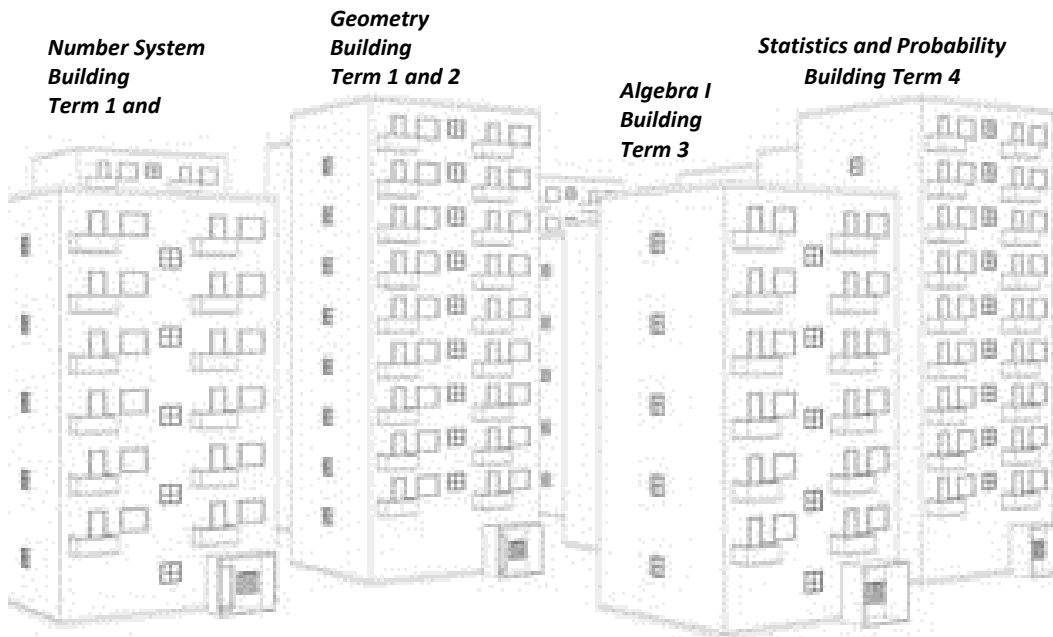 Number System
Building
Term 1 and
Geometry
Building
Term 1 and 2
Algebra I
Building
Term 3
Statistics and Probability
Building Term 4